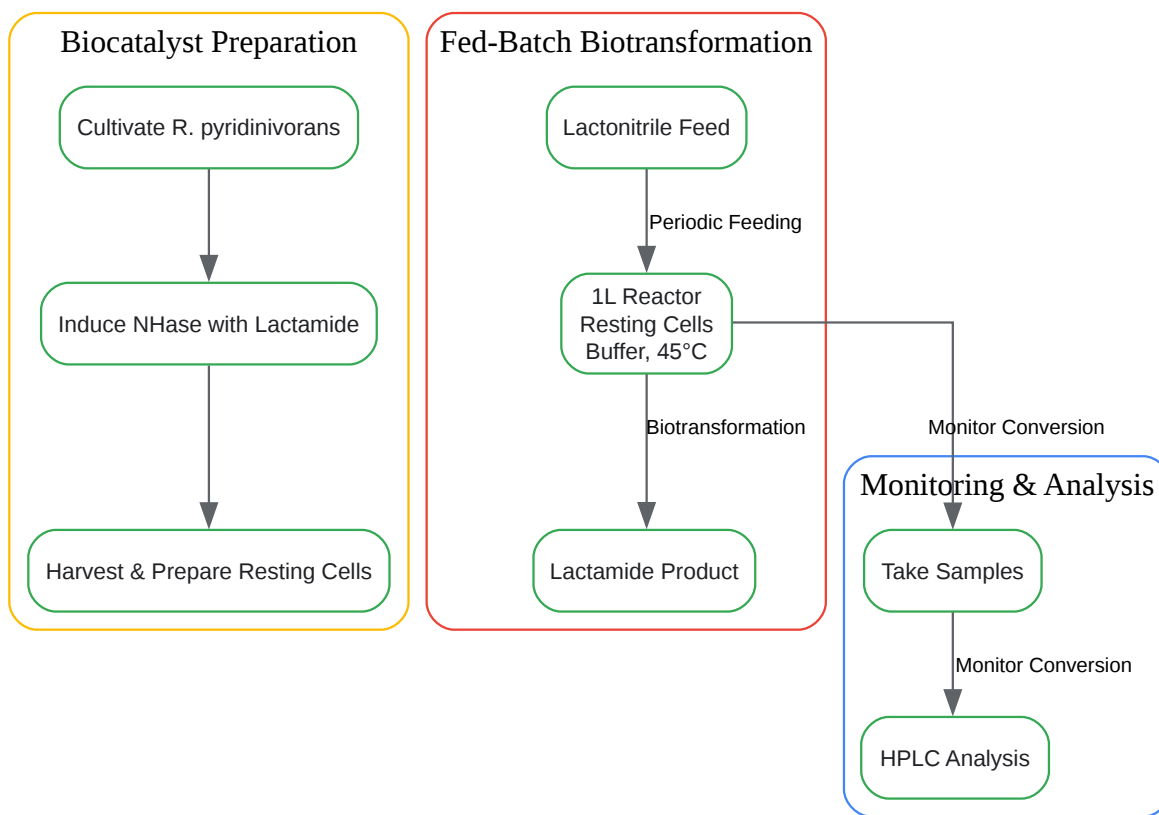 Biocatalyst Preparation
Cultivate R. pyridinivorans
Induce NHase with Lactamide
Harvest & Prepare Resting Cells
Fed-Batch Biotransformation
Lactonitrile Feed
Periodic Feeding
1L Reactor
Resting Cells
Buffer, 45°C
Biotransformation
Lactamide Product
Monitor Conversion
Monitoring & Analysis
Take Samples
Monitor Conversion
HPLC Analysis